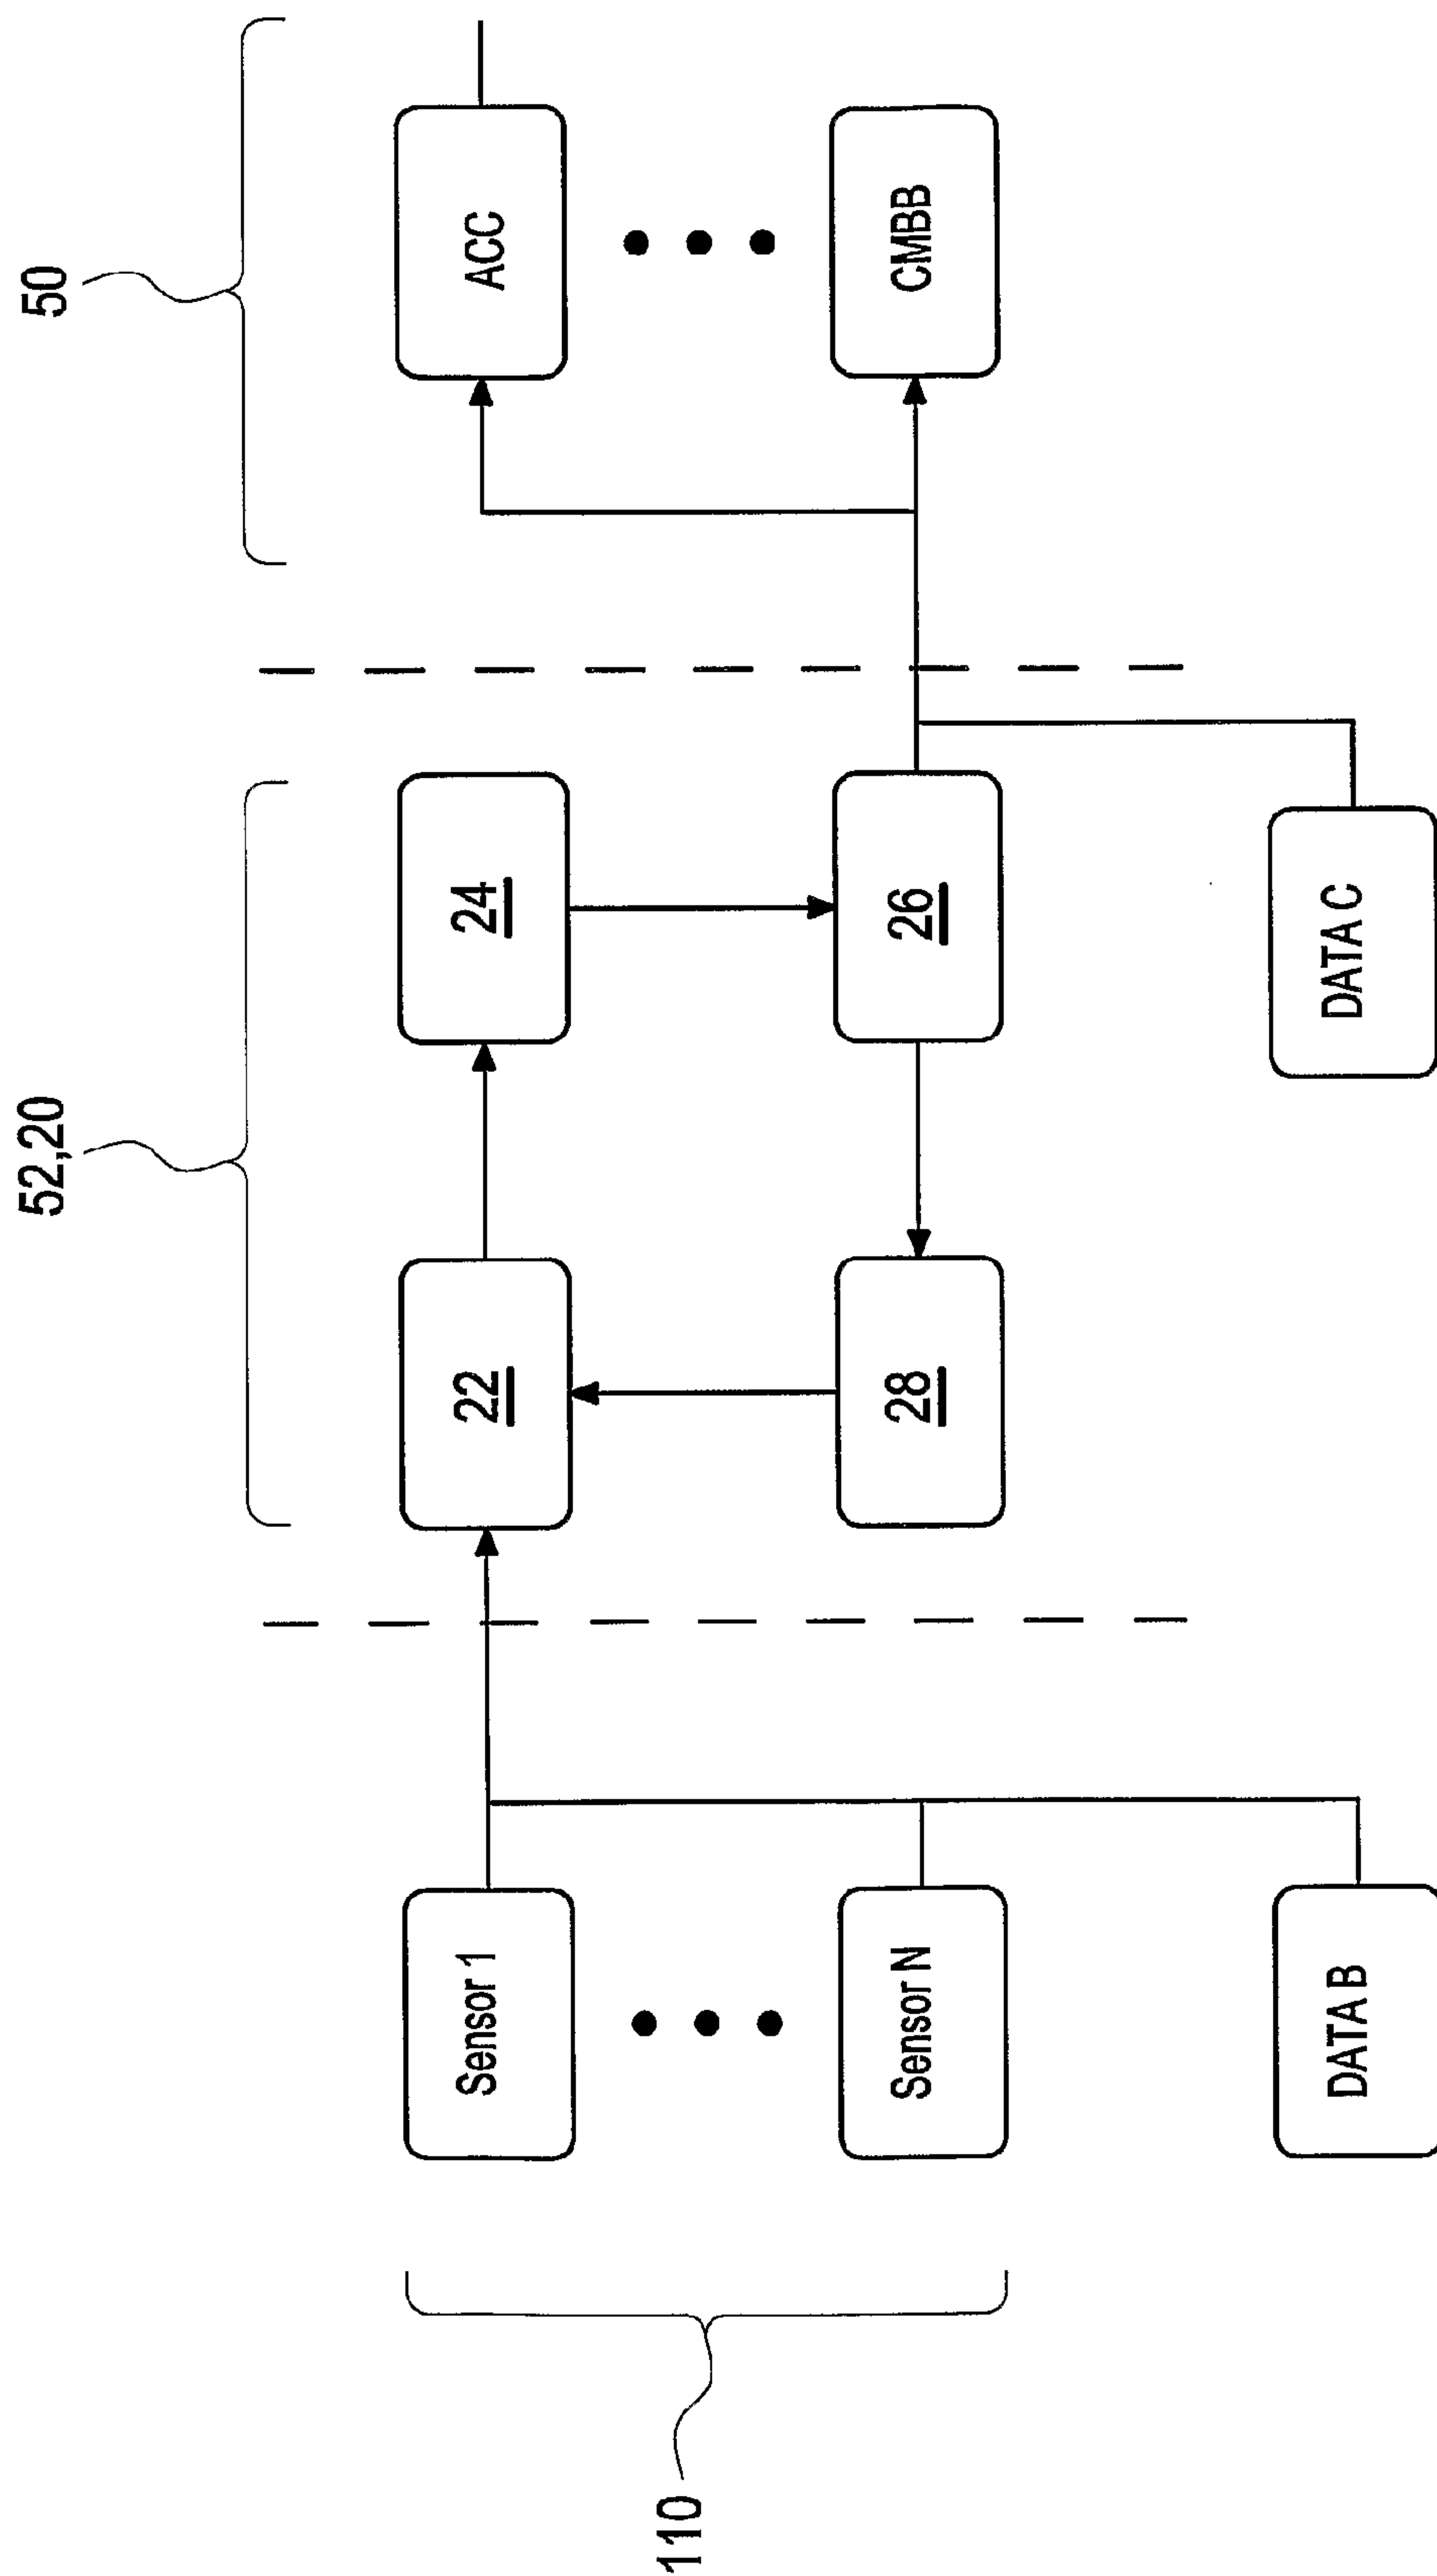 52,20
50
110
Sensor 1
22
24
ACC
Sensor N
28
26
CMBB
DATA B
DATA C